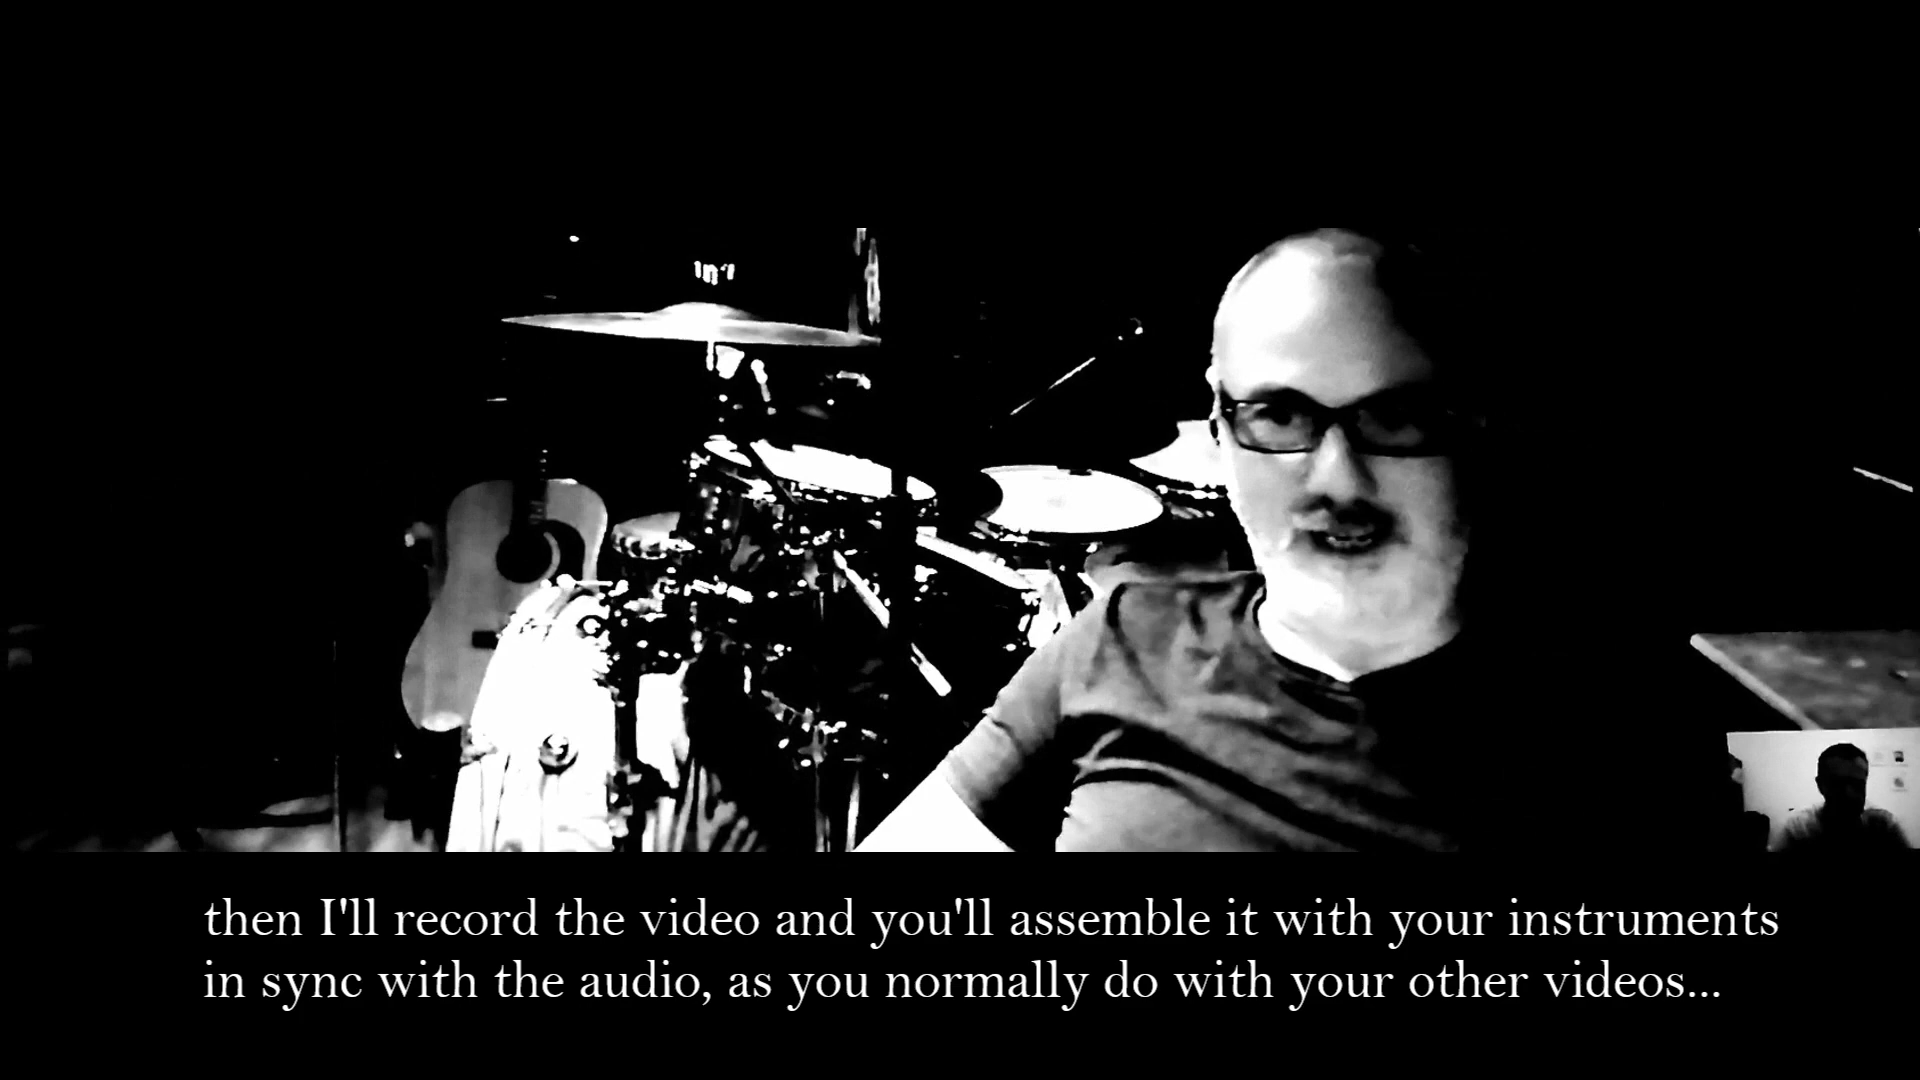 then I'll record the video and you'll assemble it with your instruments
in sync with the audio, as you normally do with your other videos...